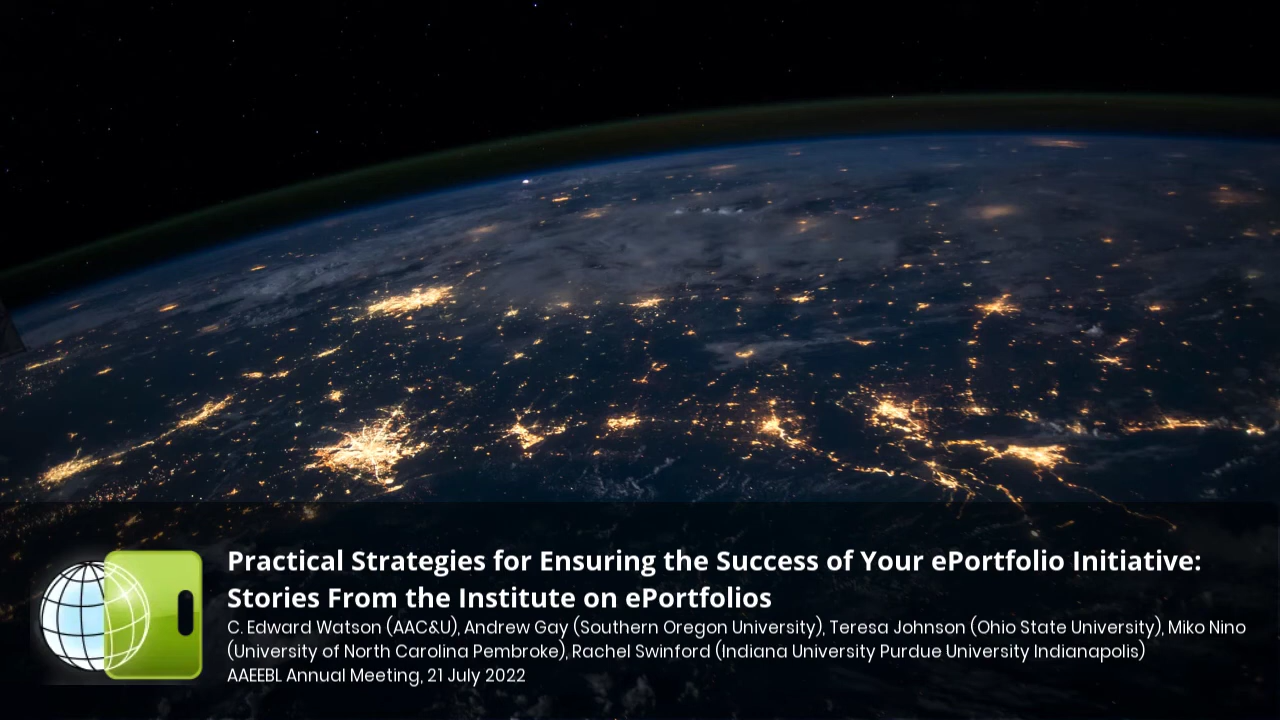 Practical Strategies for Ensuring the Success of Your ePortfolio Initiative:
Stories From the Institute on ePortfolios
C. Edward Watson (AAC&U), Andrew Gay (Southern Oregon University), Teresa Johnson (Ohio State University), Miko Nino
(University of North Carolina Pembroke), Rachel Swinford (Indiana University Purdue University Indianapolis)
AAEEBL Annual Meeting, 21 July 2022